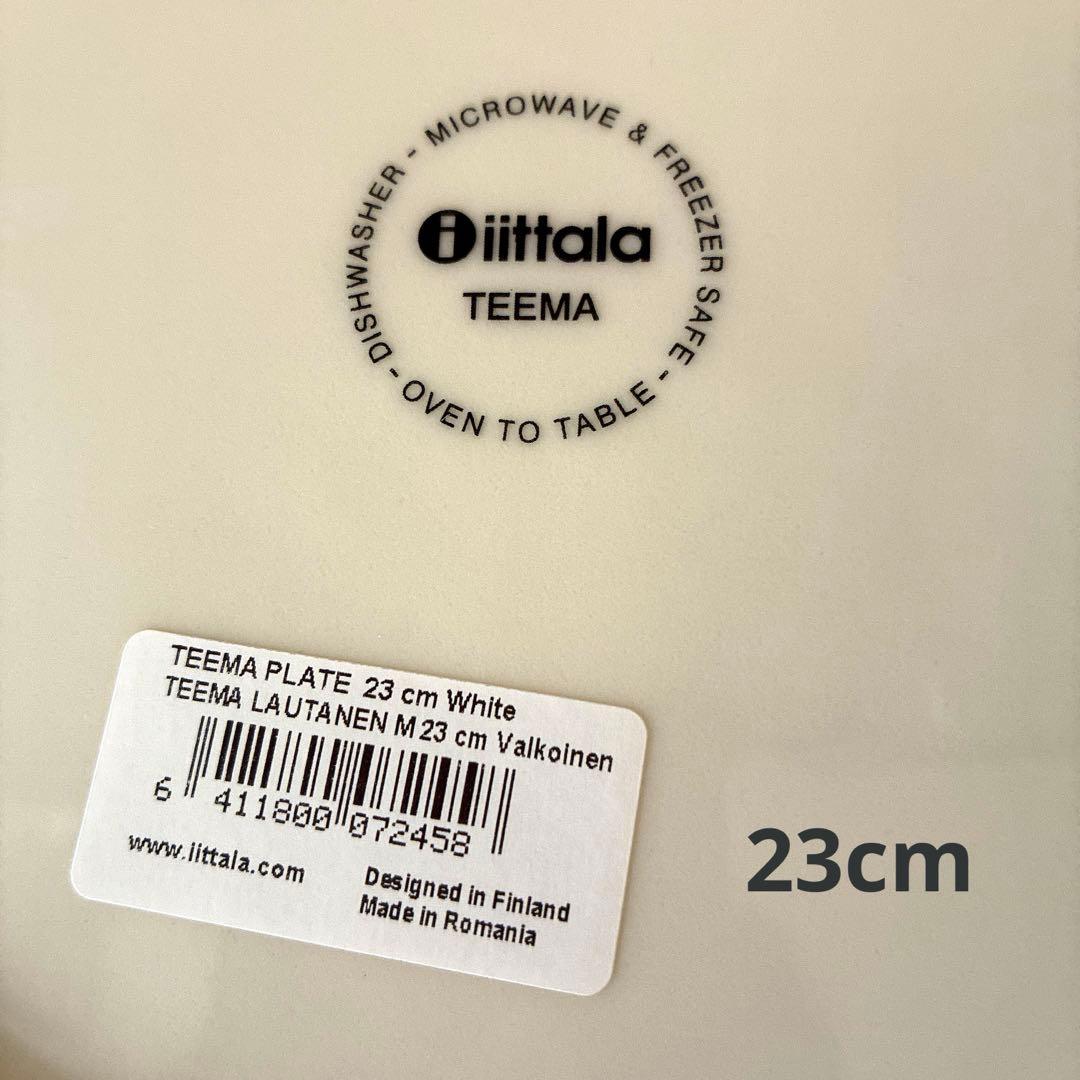 DISHWASHER - MICROWAVE & FREEZER SAFE - OVEN TO TABLE -
iittala
TEEMA
TEEMA PLATE 23 cm White
TEEMA LAUTANEN M 23 cm Valkoinen
6 411800 072458
www.iittala.com
Designed in Finland
Made in Romania
23cm